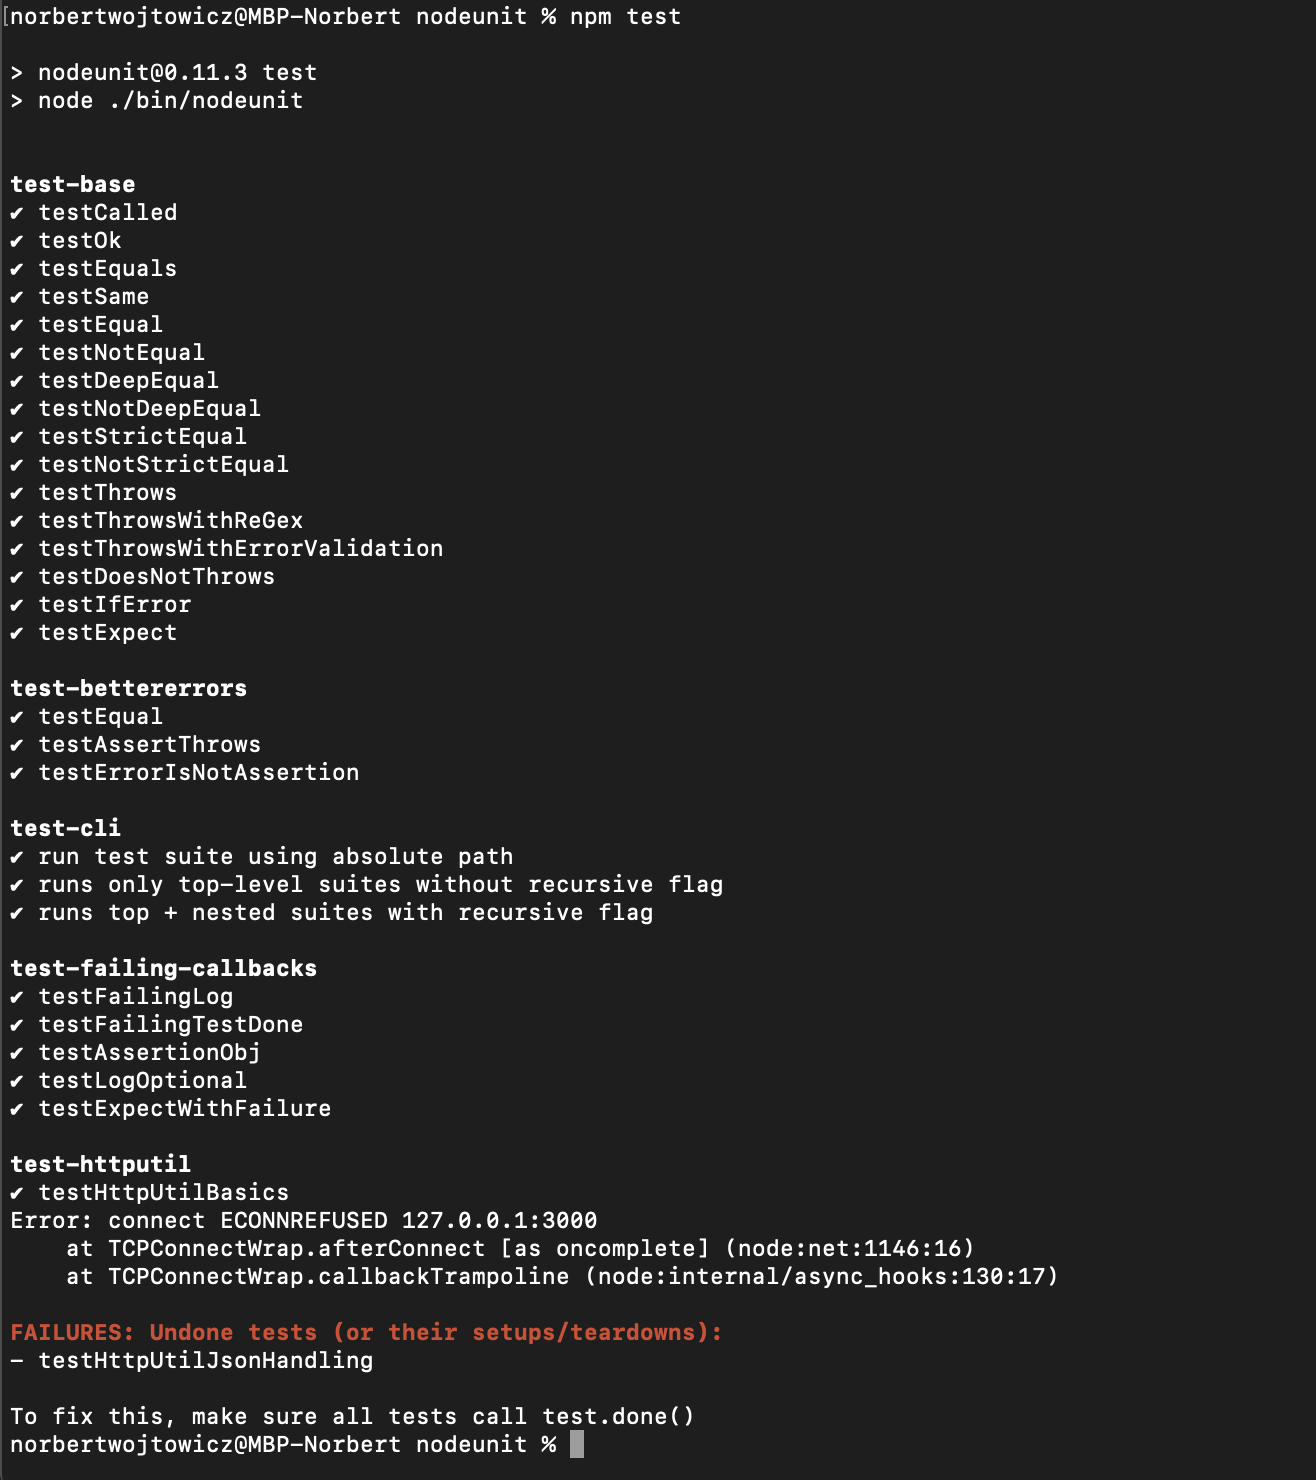 [norbertwojtowicz@MBP-Norbert nodeunit % npm test
> nodeunit@0.11.3 test
> node ./bin/nodeunit
test-base
✔ testCalled
✔ testOk
✔ testEquals
✔ testSame
✔ testEqual
✔ testNotEqual
✔ testDeepEqual
✔ testNotDeepEqual
✔ testStrictEqual
✔ testNotStrictEqual
✔ testThrows
✔ testThrowsWithReGex
✔ testThrowsWithErrorValidation
✔ testDoesNotThrows
✔ testIfError
✔ testExpect
test-bettererrors
✔ testEqual
✔ testAssertThrows
✔ testErrorIsNotAssertion
test-cli
✔ run test suite using absolute path
✔ runs only top-level suites without recursive flag
✔ runs top + nested suites with recursive flag
test-failing-callbacks
✔ testFailingLog
✔ testFailingTestDone
✔ testAssertionObj
✔ testLogOptional
✔ testExpectWithFailure
test-httputil
✔ testHttpUtilBasics
Error: connect ECONNREFUSED 127.0.0.1:3000
    at TCPConnectWrap.afterConnect [as oncomplete] (node:net:1146:16)
    at TCPConnectWrap.callbackTrampoline (node:internal/async_hooks:130:17)
FAILURES: Undone tests (or their setups/teardowns):
- testHttpUtilJsonHandling
To fix this, make sure all tests call test.done()
norbertwojtowicz@MBP-Norbert nodeunit %